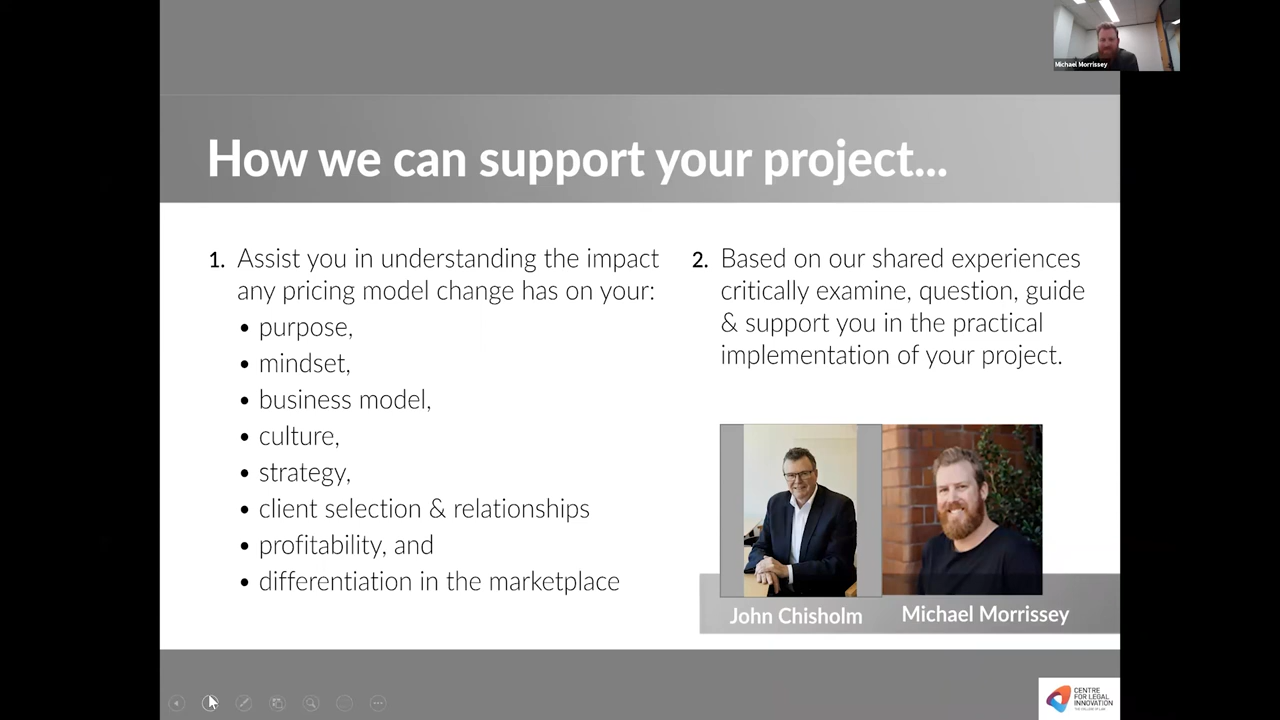 Michael Morrissey
How we can support your project...
1. Assist you in understanding the impact
any pricing model change has on your:
• purpose,
• mindset,
• business model,
• culture,
• strategy,
• client selection & relationships
• profitability, and
• differentiation in the marketplace
2. Based on our shared experiences
critically examine, question, guide
& support you in the practical
implementation of your project.
John Chisholm
Michael Morrissey
CENTRE
FOR LEGAL
INNOVATION